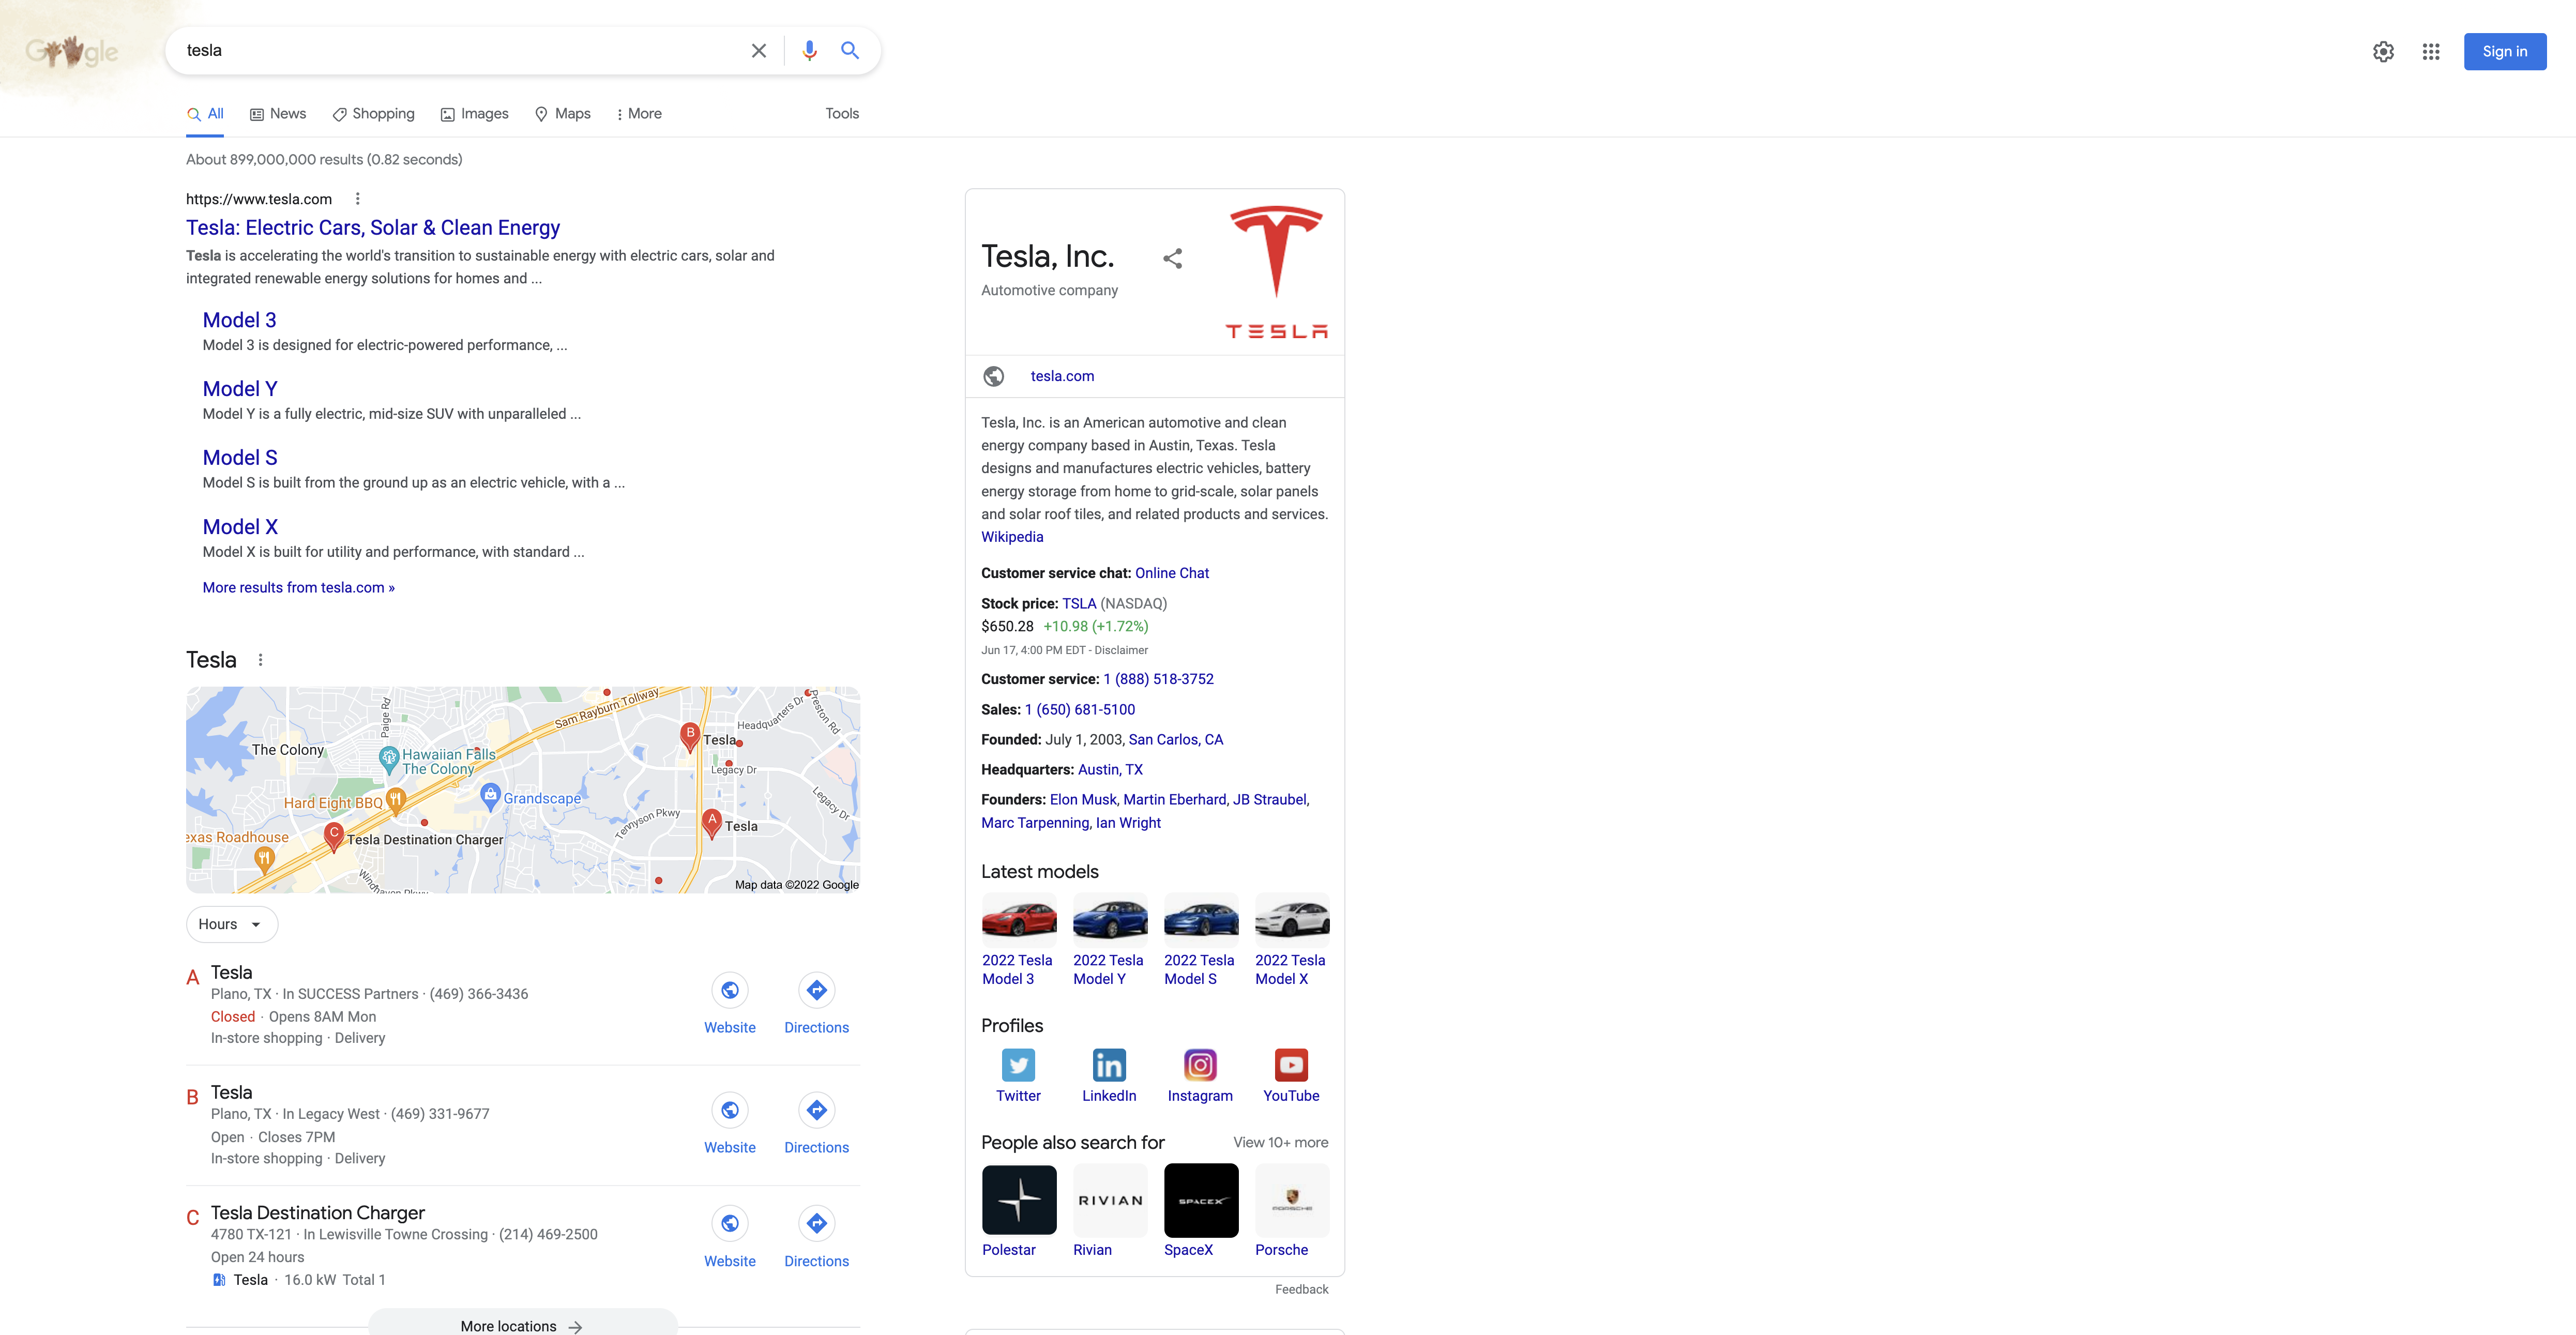 Google
tesla
Sign in
All
News
Shopping
Images
Maps
More
Tools
About 899,000,000 results (0.82 seconds)
https://www.tesla.com
Tesla: Electric Cars, Solar & Clean Energy
Tesla is accelerating the world's transition to sustainable energy with electric cars, solar and
integrated renewable energy solutions for homes and ...
Model 3
Model 3 is designed for electric-powered performance, ...
Model Y
Model Y is a fully electric, mid-size SUV with unparalleled ...
Model S
Model S is built from the ground up as an electric vehicle, with a ...
Model X
Model X is built for utility and performance, with standard ...
More results from tesla.com »
Tesla
Sam Rayburn Tollway
Paige Rd
Headquarters Dr
Preston Rd
The Colony
B
Tesla
Hawaiian Falls
The Colony
Legacy Dr
Grandscape
Hard Eight BBQ
Legacy Dr
Tennyson Pkwy
A
Tesla
C
exas Roadhouse
Tesla Destination Charger
Windhaven Pkwy
Map data ©2022 Google
Hours
A
Tesla
Plano, TX · In SUCCESS Partners · (469) 366-3436
Closed · Opens 8AM Mon
In-store shopping · Delivery
Website
Directions
B
Tesla
Plano, TX · In Legacy West · (469) 331-9677
Open · Closes 7PM
In-store shopping · Delivery
Website
Directions
C
Tesla Destination Charger
4780 TX-121 · In Lewisville Towne Crossing · (214) 469-2500
Open 24 hours
Tesla · 16.0 kW Total 1
Website
Directions
More locations
Tesla, Inc.
Automotive company
TESLA
tesla.com
Tesla, Inc. is an American automotive and clean
energy company based in Austin, Texas. Tesla
designs and manufactures electric vehicles, battery
energy storage from home to grid-scale, solar panels
and solar roof tiles, and related products and services.
Wikipedia
Customer service chat: Online Chat
Stock price: TSLA (NASDAQ)
$650.28 +10.98 (+1.72%)
Jun 17, 4:00 PM EDT - Disclaimer
Customer service: 1 (888) 518-3752
Sales: 1 (650) 681-5100
Founded: July 1, 2003, San Carlos, CA
Headquarters: Austin, TX
Founders: Elon Musk, Martin Eberhard, JB Straubel,
Marc Tarpenning, Ian Wright
Latest models
2022 Tesla
Model 3
2022 Tesla
Model Y
2022 Tesla
Model S
2022 Tesla
Model X
Profiles
Twitter
in
LinkedIn
Instagram
YouTube
People also search for
View 10+ more
RIVIAN
SPACEX
PORSCHE
Polestar
Rivian
SpaceX
Porsche
Feedback